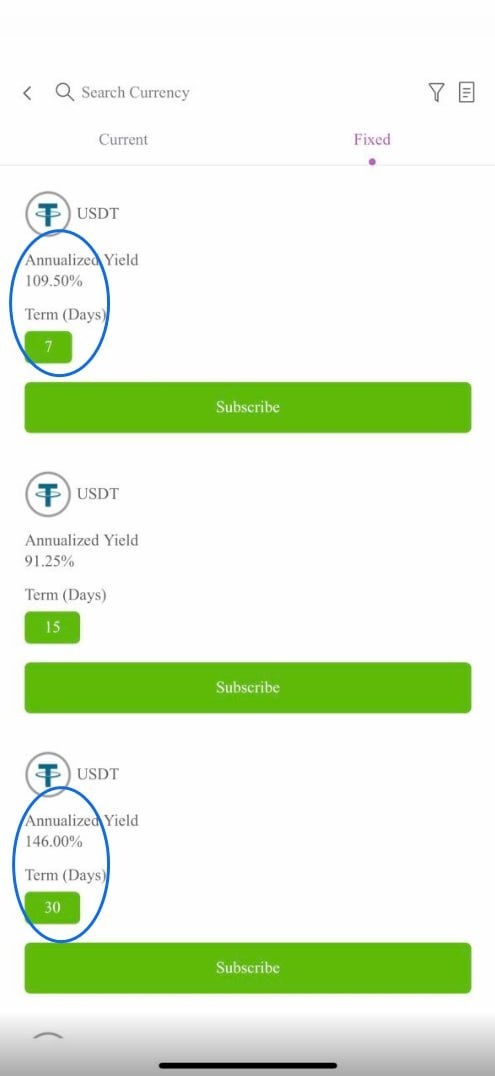 Search Currency
Current
Fixed
USDT
Annualized Yield
109.50%
Term (Days)
7
Subscribe
USDT
Annualized Yield
91.25%
Term (Days)
15
Subscribe
USDT
Annualized Yield
146.00%
Term (Days)
30
Subscribe